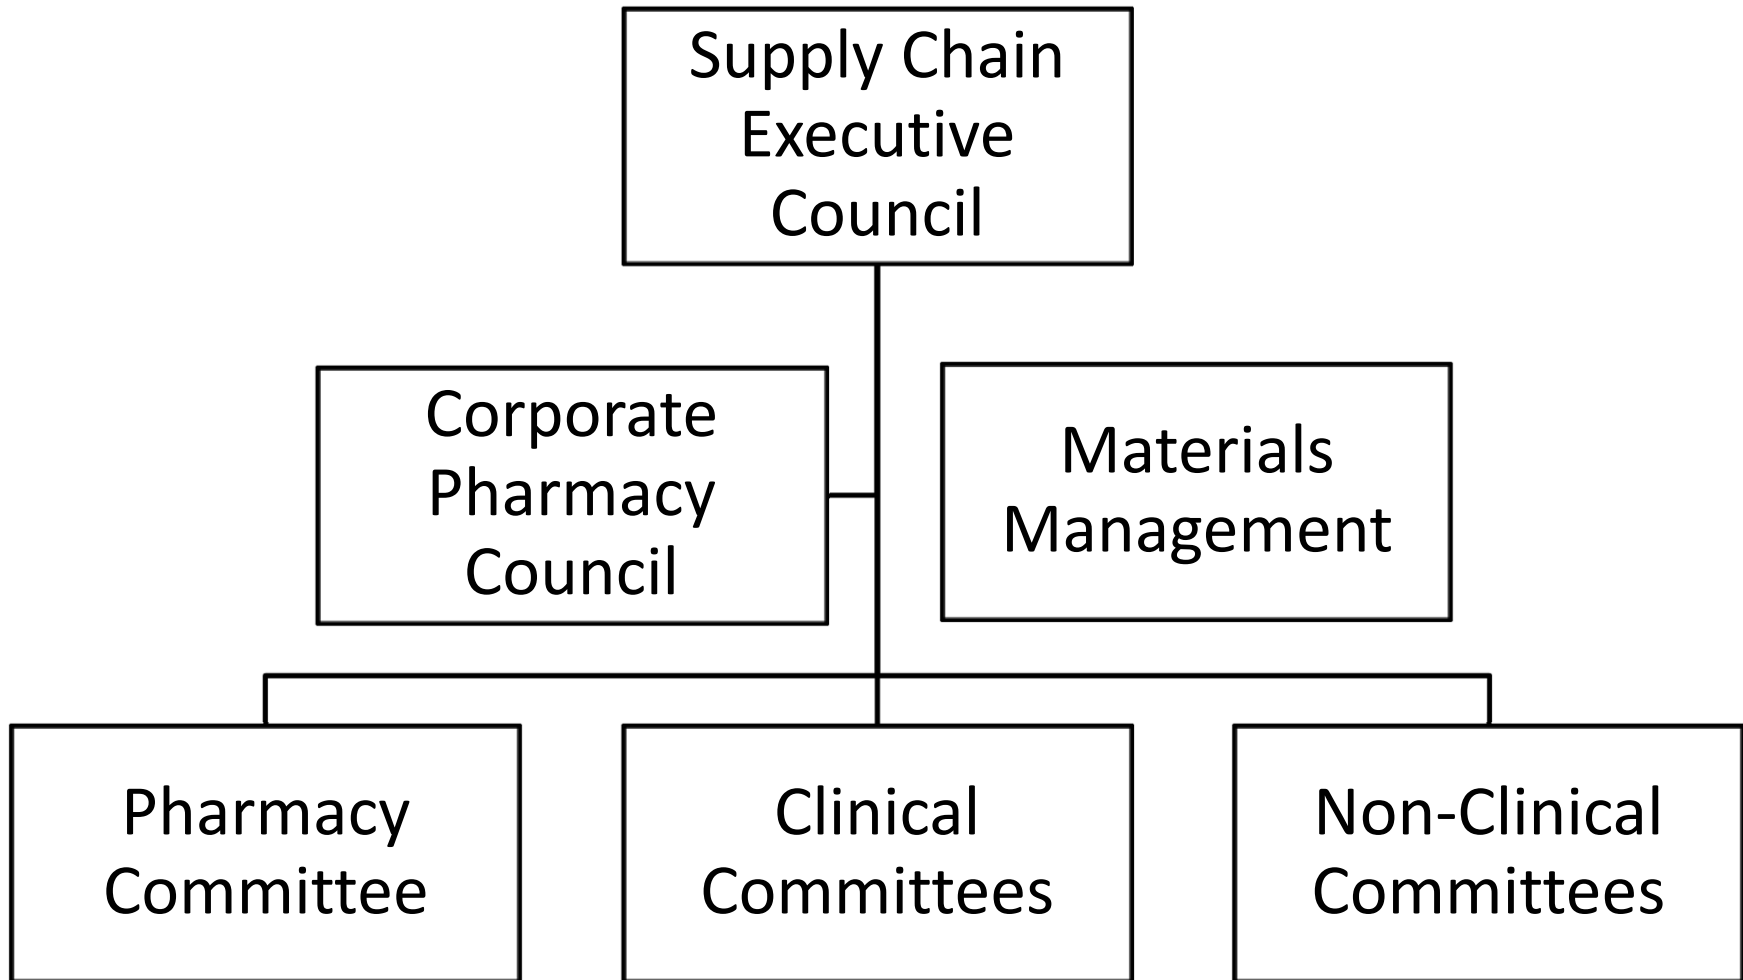 Supply Chain
Executive
Council
Corporate
Pharmacy
Council
Materials
Management
Pharmacy
Committee
Clinical
Committees
Non-Clinical
Committees